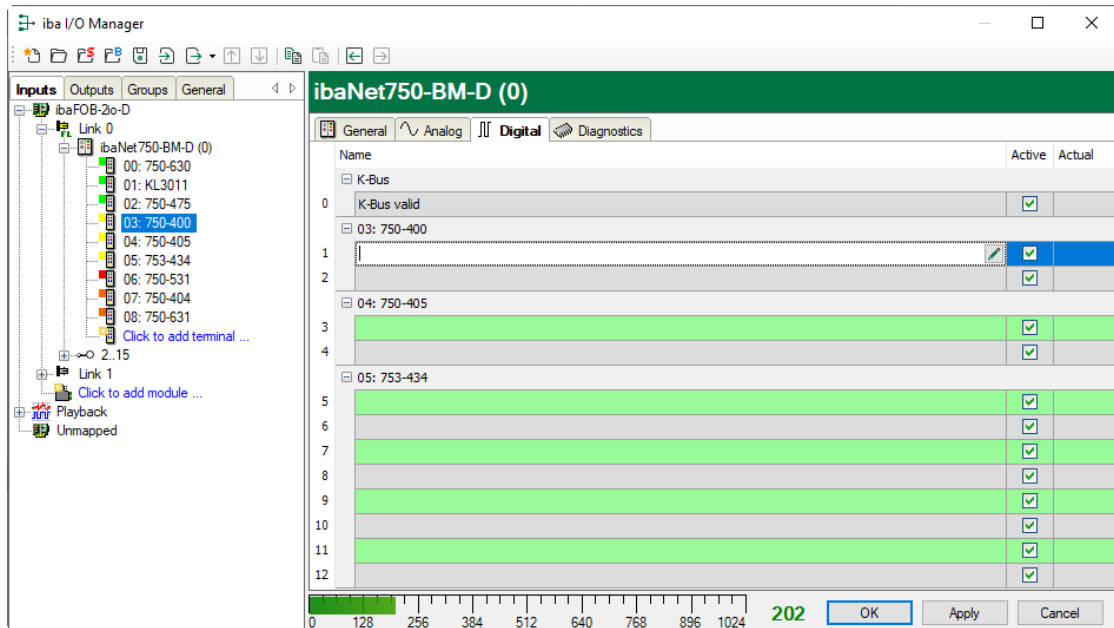 iba I/O Manager
Inputs Outputs Groups General
ibaFOB-2io-D
Link 0
ibaNet750-BM-D (0)
00: 750-630
01: KL3011
02: 750-475
03: 750-400
04: 750-405
05: 753-434
06: 750-531
07: 750-404
08: 750-631
Click to add terminal ...
2..15
Link 1
Click to add module ...
Playback
Unmapped
ibaNet750-BM-D (0)
General Analog Digital Diagnostics
Name Active Actual
K-Bus
0 K-Bus valid
03: 750-400
1
2
04: 750-405
3
4
05: 753-434
5
6
7
8
9
10
11
12
0 128 256 384 512 640 768 896 1024 202 OK Apply Cancel